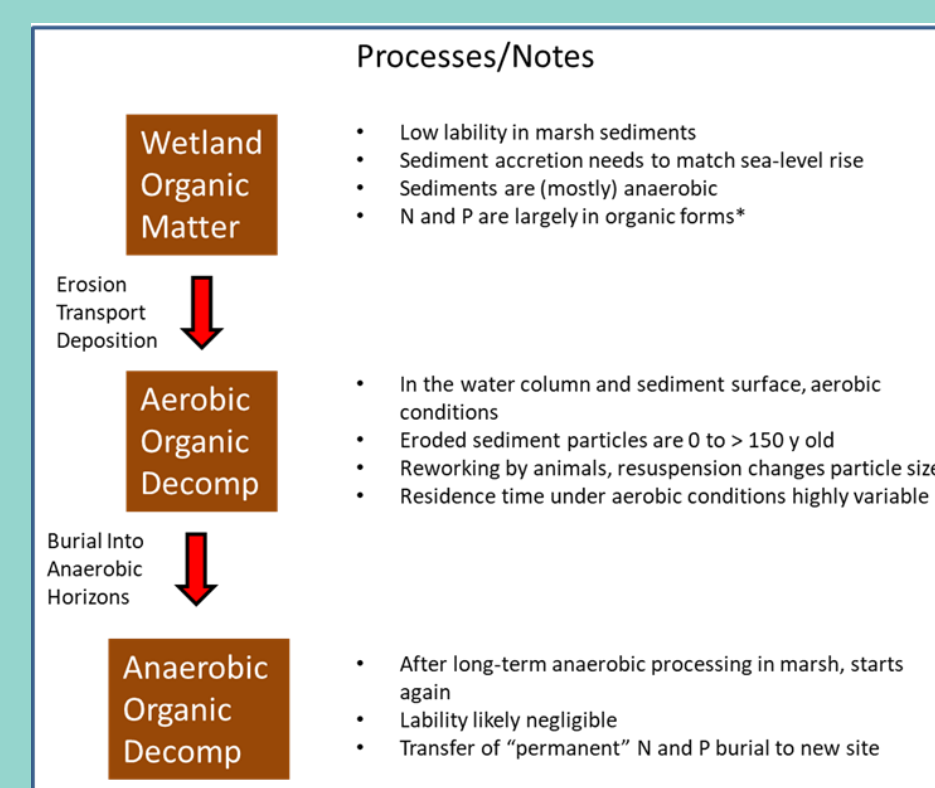 Processes/Notes
Wetland
Organic
Matter
• Low lability in marsh sediments
• Sediment accretion needs to match sea-level rise
• Sediments are (mostly) anaerobic
• N and P are largely in organic forms*
Erosion
Transport
Deposition
Aerobic
Organic
Decomp
• In the water column and sediment surface, aerobic
conditions
• Eroded sediment particles are 0 to > 150 y old
• Reworking by animals, resuspension changes particle size
• Residence time under aerobic conditions highly variable
Burial Into
Anaerobic
Horizons
Anaerobic
Organic
Decomp
• After long-term anaerobic processing in marsh, starts
again
• Lability likely negligible
• Transfer of “permanent” N and P burial to new site